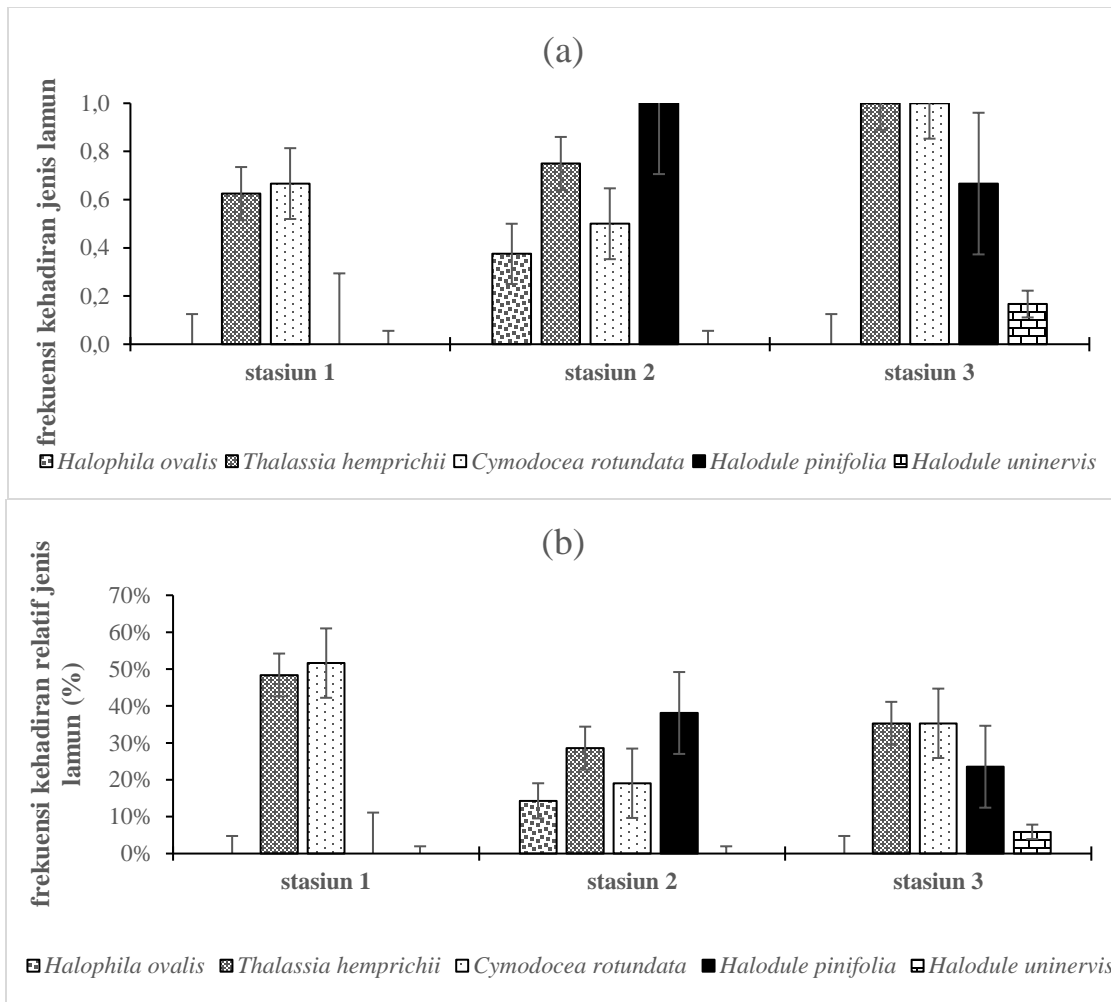 (a)
frekuensi kehadiran jenis lamun
1,0
0,8
0,6
0,4
0,2
0,0
stasiun 1 stasiun 2 stasiun 3
Halophila ovalis Thalassia hemprichii Cymodocea rotundata Halodule pinifolia Halodule uninervis
(b)
frekuensi kehadiran relatif jenis
lamun (%)
70%
60%
50%
40%
30%
20%
10%
0%
stasiun 1 stasiun 2 stasiun 3
Halophila ovalis Thalassia hemprichii Cymodocea rotundata Halodule pinifolia Halodule uninervis